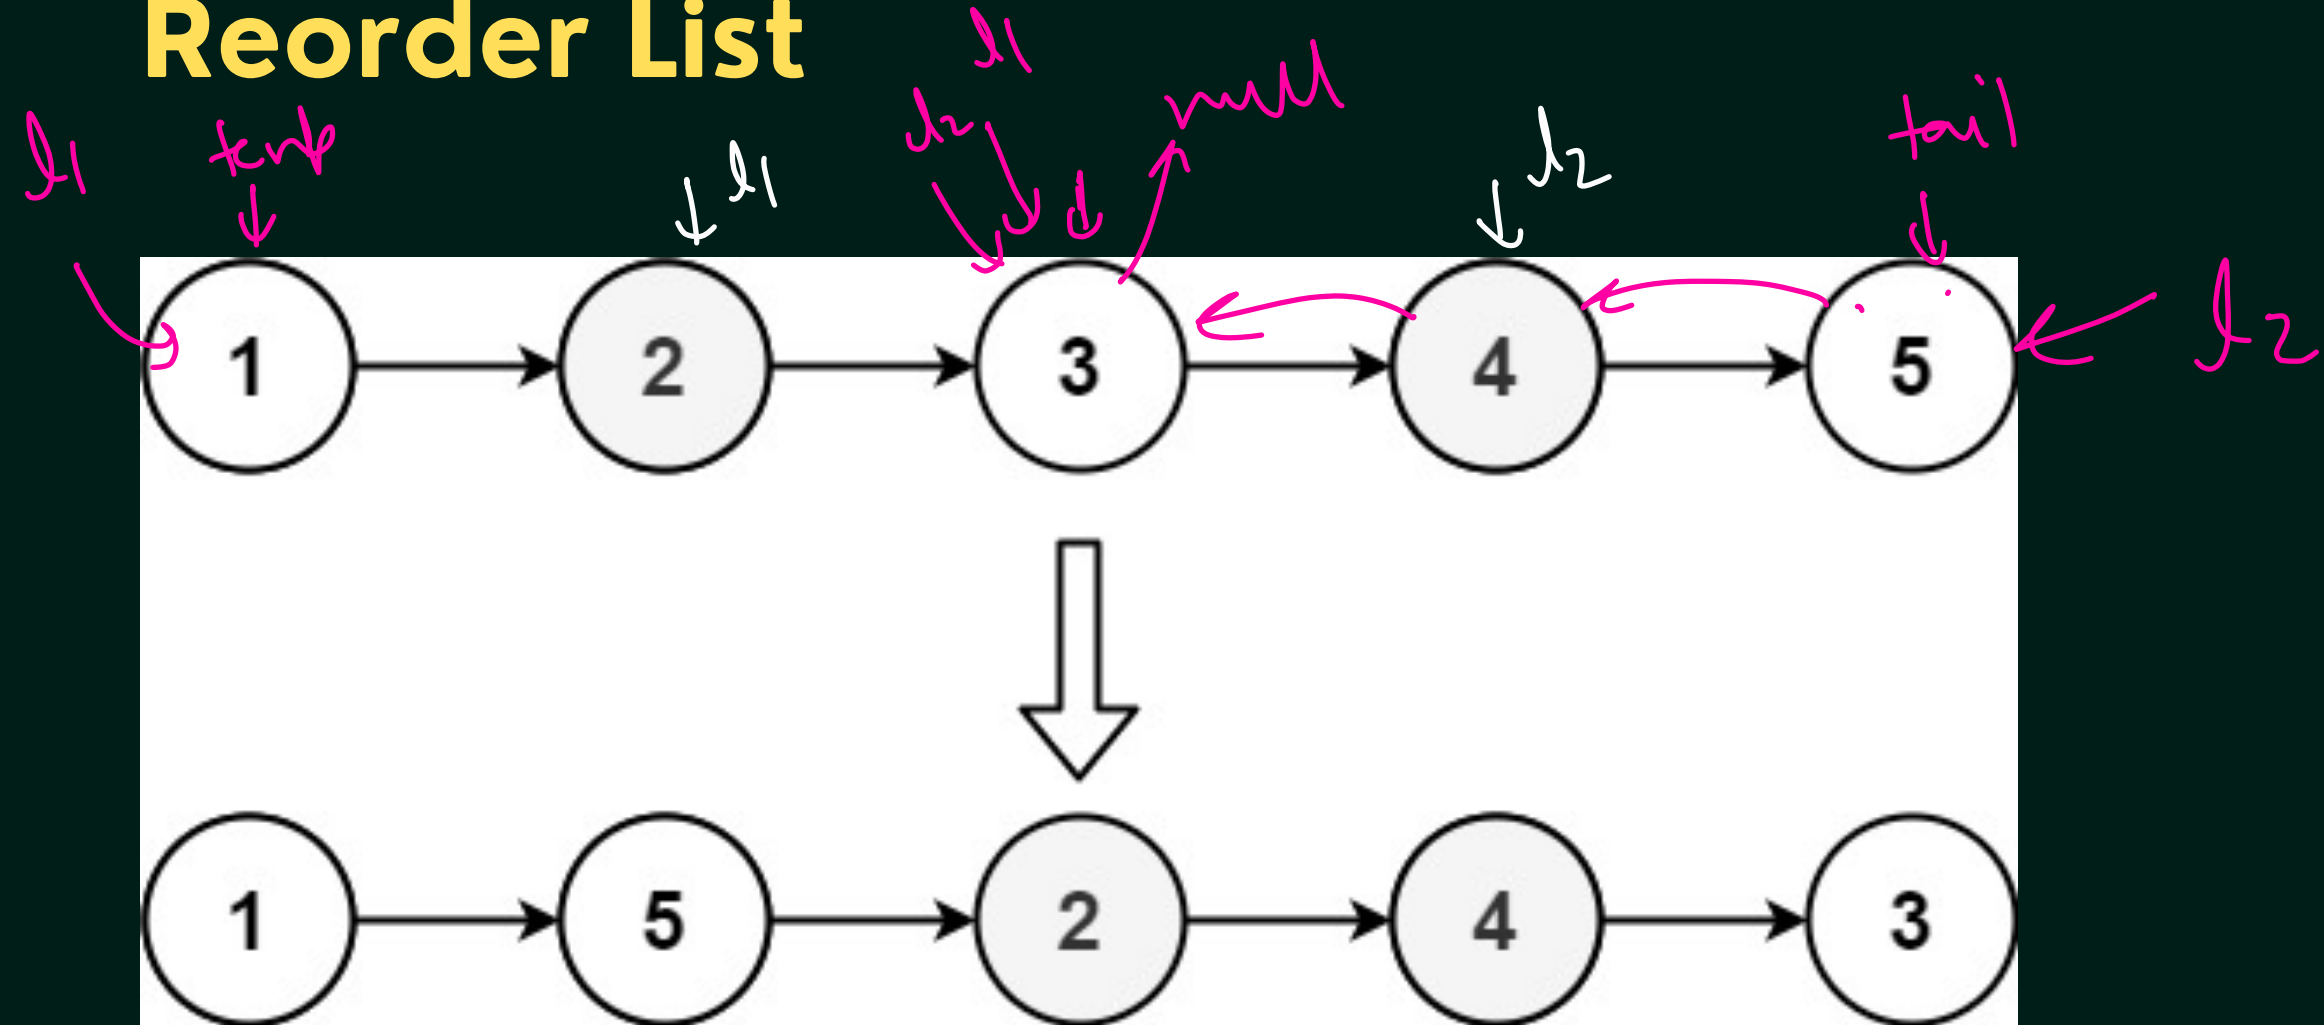 Reorder List
l1
l2
null
l1
temp
l1
l2
tail
l2
1 2 3 4 5
1 5 2 4 3